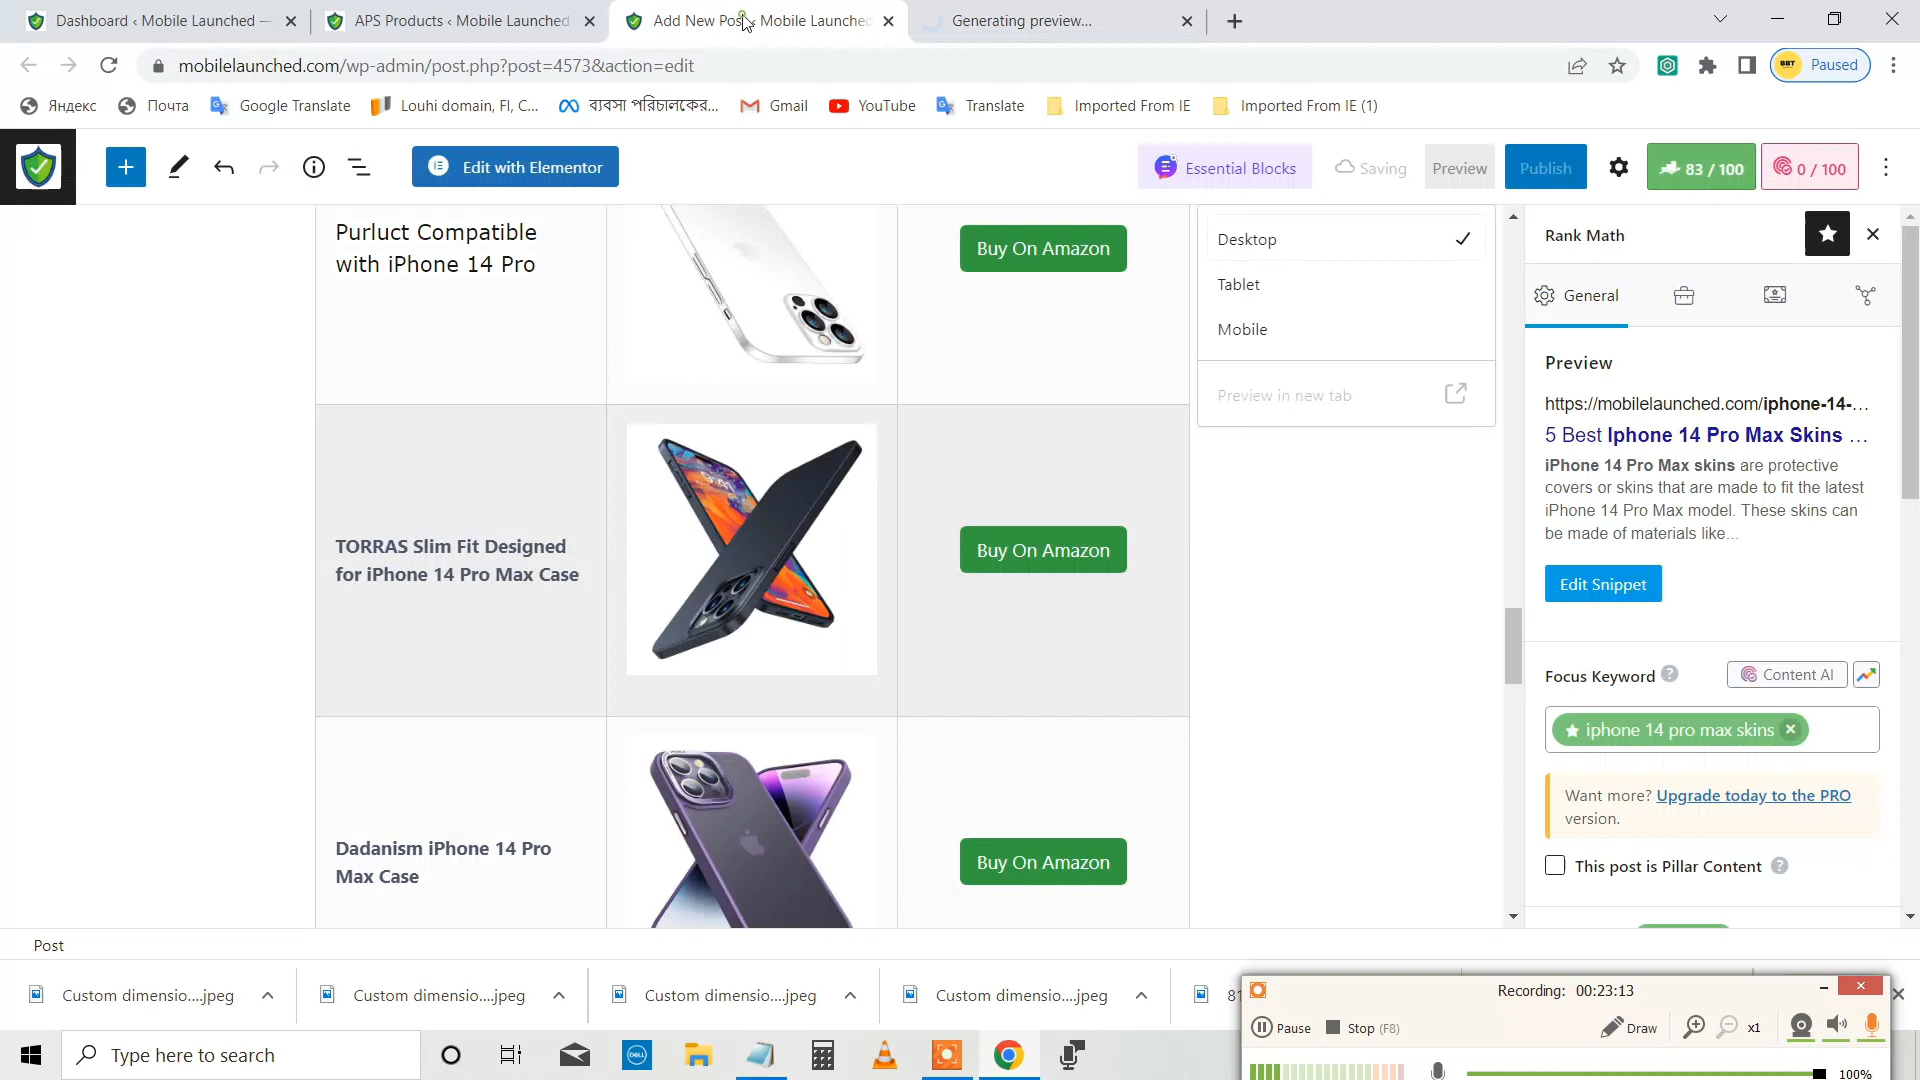 Dashboard ‹ Mobile Launched —
APS Products ‹ Mobile Launched
Add New Post ‹ Mobile Launched
Generating preview...
mobilelaunched.com/wp-admin/post.php?post=4573&action=edit
BBT Paused
Яндекс
Почта
Google Translate
Louhi domain, FI, C...
ব্যবসা পরিচালকের...
Gmail
YouTube
Translate
Imported From IE
Imported From IE (1)
Edit with Elementor
Essential Blocks
Saving
Preview
Publish
83 / 100
0 / 100
Purluct Compatible
with iPhone 14 Pro
Buy On Amazon
TORRAS Slim Fit Designed
for iPhone 14 Pro Max Case
Buy On Amazon
Dadanism iPhone 14 Pro
Max Case
Buy On Amazon
Desktop
Tablet
Mobile
Preview in new tab
Rank Math
General
Preview
https://mobilelaunched.com/iphone-14-...
5 Best Iphone 14 Pro Max Skins ...
iPhone 14 Pro Max skins are protective
covers or skins that are made to fit the latest
iPhone 14 Pro Max model. These skins can
be made of materials like...
Edit Snippet
Focus Keyword
Content AI
iphone 14 pro max skins
Want more? Upgrade today to the PRO
version.
This post is Pillar Content
Post
Custom dimensio....jpeg
Custom dimensio....jpeg
Custom dimensio....jpeg
Custom dimensio....jpeg
Recording: 00:23:13
Pause
Stop (F8)
Draw
x1
100%
Type here to search
DELL